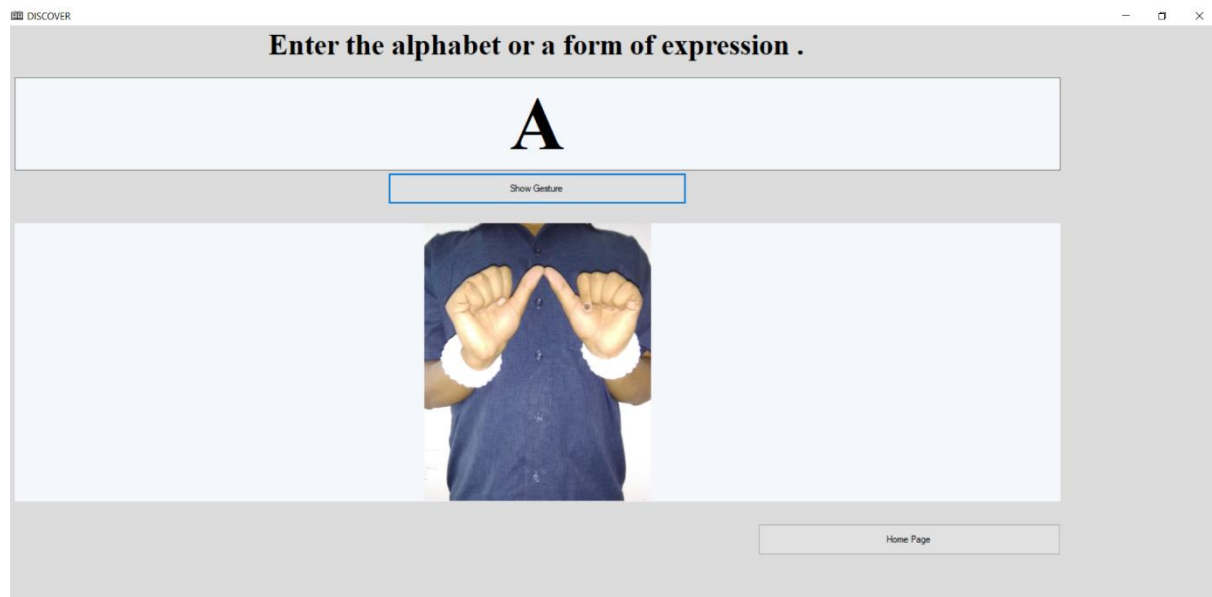 DISCOVER
Enter the alphabet or a form of expression .
A
Show Gesture
Home Page